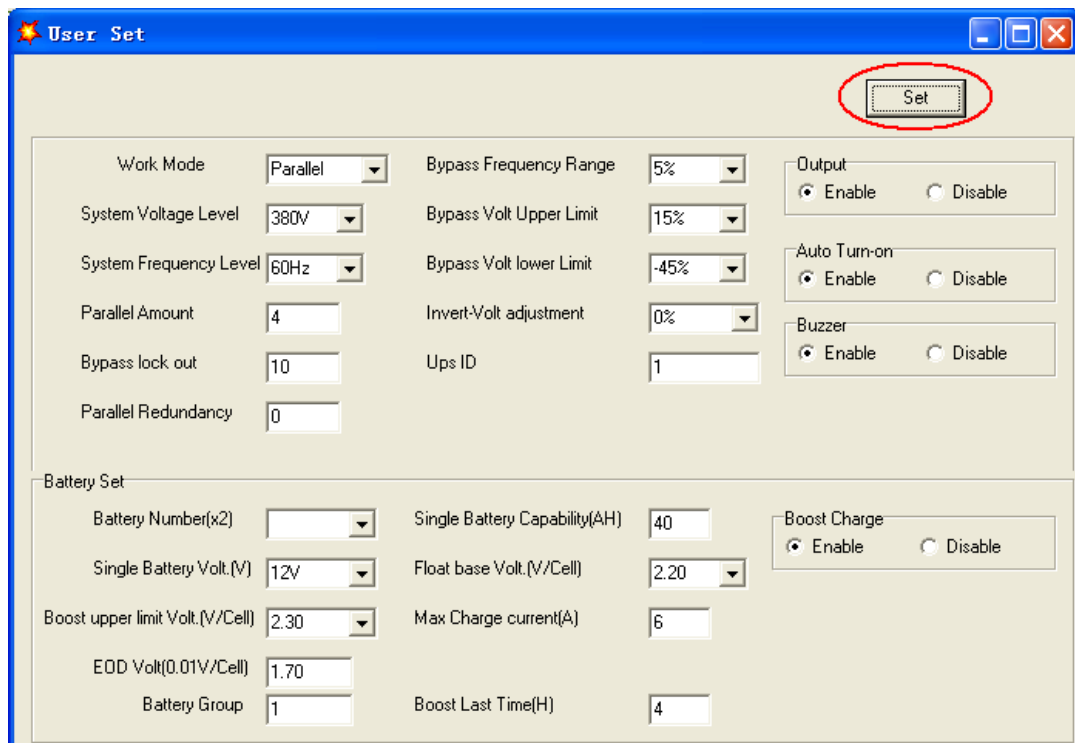 User Set
Set
Work Mode Parallel Bypass Frequency Range 5% Output
Enable Disable
System Voltage Level 380V Bypass Volt Upper Limit 15%
System Frequency Level 60Hz Bypass Volt lower Limit -45% Auto Turn-on
Enable Disable
Parallel Amount 4 Invert-Volt adjustment 0% Buzzer
Enable Disable
Bypass lock out 10 Ups ID 1
Parallel Redundancy 0
Battery Set
Battery Number(x2) Single Battery Capability(AH) 40 Boost Charge
Enable Disable
Single Battery Volt.(V) 12V Float base Volt.(V/Cell) 2.20
Boost upper limit Volt.(V/Cell) 2.30 Max Charge current(A) 6
EOD Volt(0.01V/Cell) 1.70
Battery Group 1 Boost Last Time(H) 4